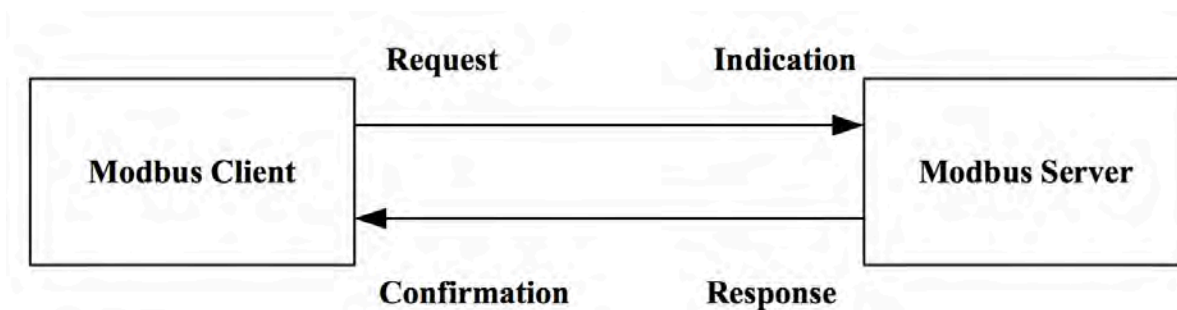 Request Indication
Modbus Client Modbus Server
Confirmation Response